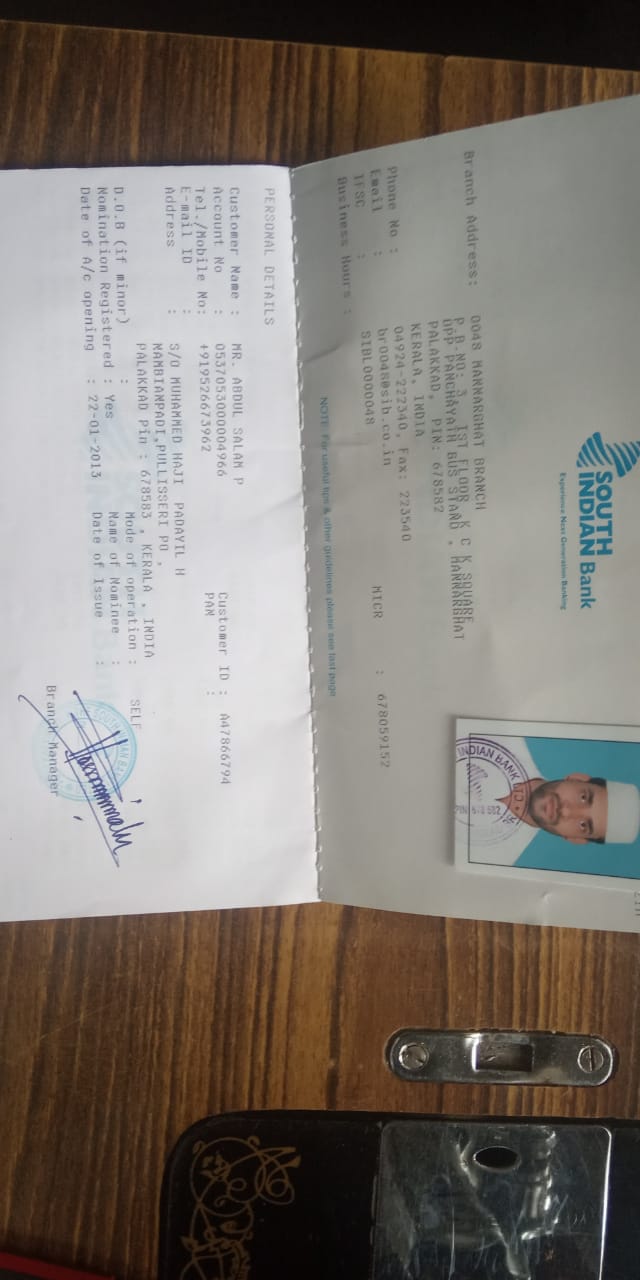 SOUTH
INDIAN Bank
Experience Next Generation Banking
INDIAN BANK LTD
Branch Address: 0048 MANNARGHAT BRANCH
P.B.NO: 3, IST FLOOR, K C K SQUARE
OPP PANCHAYATH BUS STAND , MANNARGHAT
PALAKKAD, PIN: 678582
KERALA, INDIA
Phone No : 04924-222340, Fax: 223540
Email : br0048@sib.co.in
IFSC : SIBL0000048 MICR : 678059152
Business Hours :
NOTE: For useful tips & other guidelines please see last page
PERSONAL DETAILS
Customer Name : MR. ABDUL SALAM P
Account No : 0537053000004966 Customer ID : A47866794
Tel./Mobile No: +919526673962 PAN :
E-mail ID :
Address : S/O MUHAMMED HAJI PADAYIL H
NAMBIANPADI,PULLISSERI PO ,
PALAKKAD Pin : 678583 , KERALA , INDIA
D.O.B (if minor) : Mode of operation : SELF
Nomination Registered : Yes Name of Nominee :
Date of A/c opening : 22-01-2013 Date of Issue :
Branch Manager